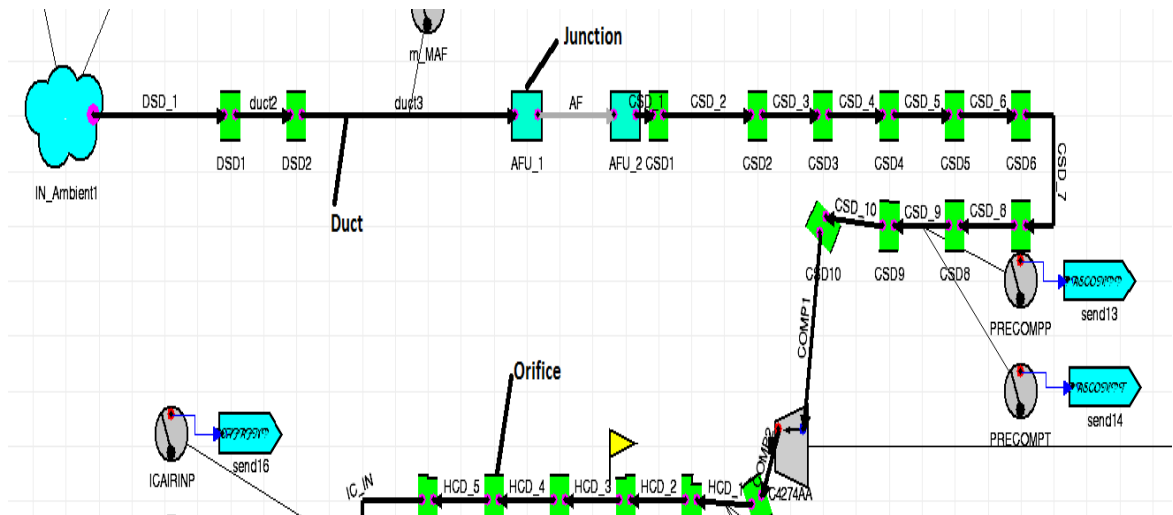 Junction
m_MAF
DSD_1
duct2
duct3
AF
CSD_1
CSD_2
CSD_3
CSD_4
CSD_5
CSD_6
DSD1
DSD2
AFU_1
AFU_2
CSD1
CSD2
CSD3
CSD4
CSD5
CSD6
IN_Ambient1
CSD_7
Duct
CSD_10
CSD_9
CSD_8
CSD10
CSD9
CSD8
send13
PRECOMPP
COMP1
Orifice
send14
PRECOMPT
send16
ICAIRINP
COMP2
C4274AA
IC_IN
HCD_5
HCD_4
HCD_3
HCD_2
HCD_1